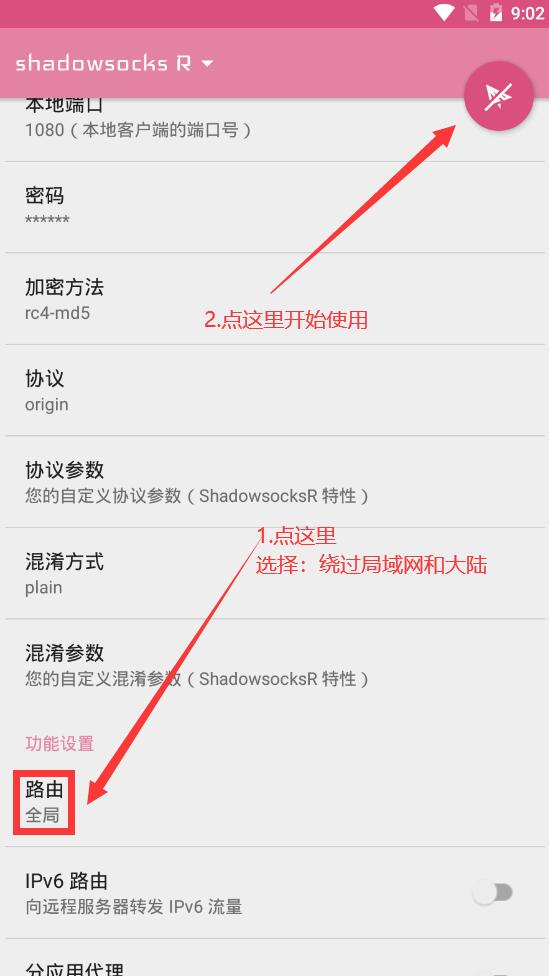 9:02
shadowsocks R
本地端口
1080（本地客户端的端口号）
密码
******
加密方法
rc4-md5
2.点这里开始使用
协议
origin
协议参数
您的自定义协议参数（ShadowsocksR 特性）
1.点这里
选择：绕过局域网和大陆
混淆方式
plain
混淆参数
您的自定义混淆参数（ShadowsocksR 特性）
功能设置
路由
全局
IPv6 路由
向远程服务器转发 IPv6 流量
分应用代理